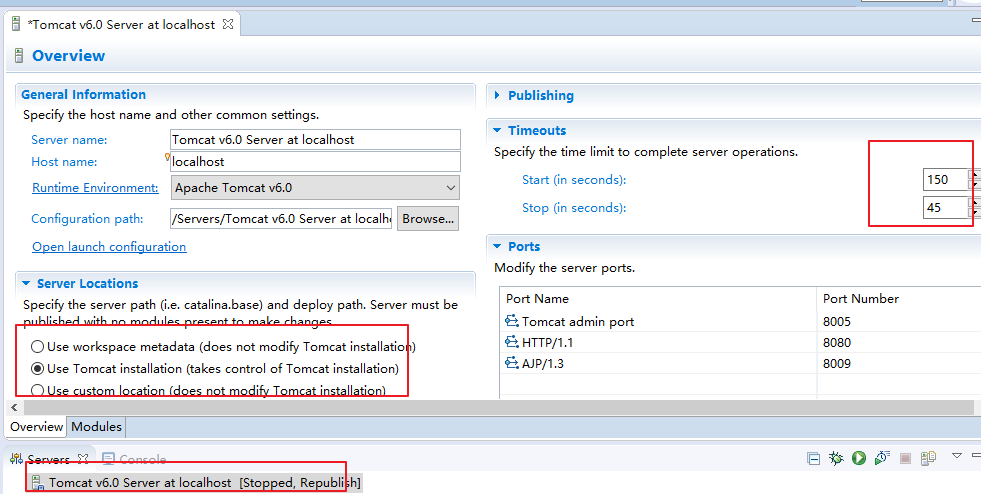 *Tomcat v6.0 Server at localhost
Overview
General Information
Specify the host name and other common settings.
Server name:
Tomcat v6.0 Server at localhost
Host name:
localhost
Runtime Environment:
Apache Tomcat v6.0
Configuration path:
/Servers/Tomcat v6.0 Server at localhc
Browse...
Open launch configuration
Server Locations
Specify the server path (i.e. catalina.base) and deploy path. Server must be
published with no modules present to make changes.
Use workspace metadata (does not modify Tomcat installation)
Use Tomcat installation (takes control of Tomcat installation)
Use custom location (does not modify Tomcat installation)
Publishing
Timeouts
Specify the time limit to complete server operations.
Start (in seconds):
150
Stop (in seconds):
45
Ports
Modify the server ports.
Port Name Port Number
Tomcat admin port 8005
HTTP/1.1 8080
AJP/1.3 8009
Overview Modules
Servers Console
Tomcat v6.0 Server at localhost [Stopped, Republish]